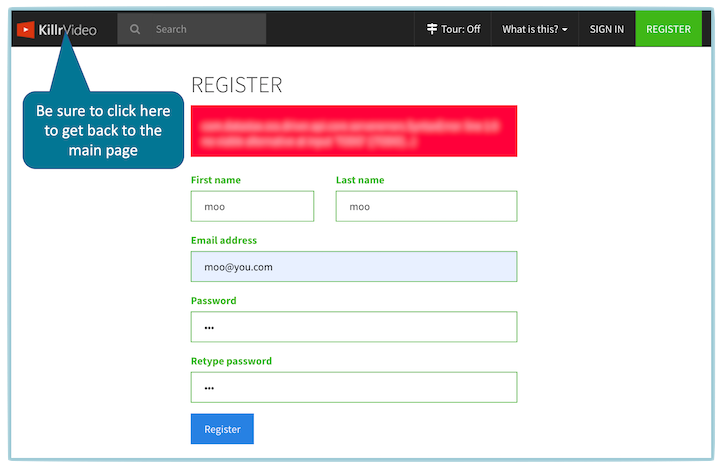 KillrVideo
Search
Tour: Off
What is this?
SIGN IN
REGISTER
Be sure to click here
to get back to the
main page
REGISTER
First name
Last name
moo
moo
Email address
moo@you.com
Password
•••
Retype password
•••
Register